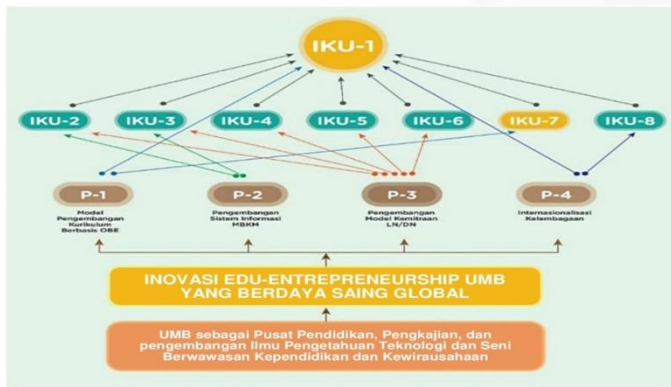 IKU-1
IKU-2
IKU-3
IKU-4
IKU-5
IKU-6
IKU-7
IKU-8
P-1
P-2
P-3
P-4
Model
Pengembangan
Kurikulum
Berbasis OBE
Pengembangan
Sistem Informasi
MBKM
Pengembangan
Model Kemitraan
LN/DN
Internasionalisasi
Kelembagaan
INOVASI EDU-ENTREPRENEURSHIP UMB
YANG BERDAYA SAING GLOBAL
UMB sebagai Pusat Pendidikan, Pengkajian, dan
pengembangan Ilmu Pengetahuan Teknologi dan Seni
Berwawasan Kependidikan dan Kewirausahaan